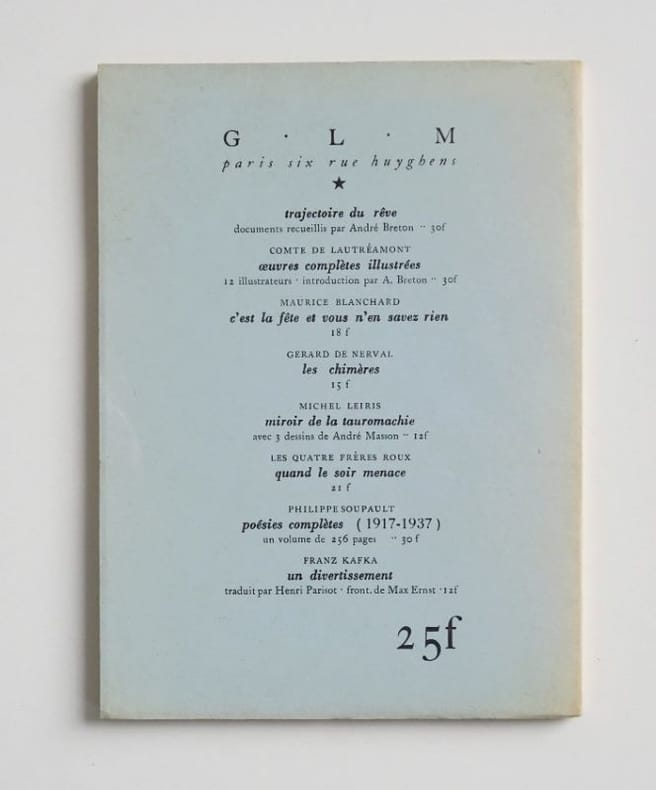 G · L · M
paris six rue huyghens
★
trajectoire du rêve
documents recueillis par André Breton ·· 30f
COMTE DE LAUTRÉAMONT
œuvres complètes illustrées
12 illustrateurs · introduction par A. Breton ·· 30f
MAURICE BLANCHARD
c'est la fête et vous n'en savez rien
18 f
GERARD DE NERVAL
les chimères
15 f
MICHEL LEIRIS
miroir de la tauromachie
avec 3 dessins de André Masson ·· 12f
LES QUATRE FRÈRES ROUX
quand le soir menace
21 f
PHILIPPE SOUPAULT
poésies complètes (1917-1937)
un volume de 256 pages ·· 30 f
FRANZ KAFKA
un divertissement
traduit par Henri Parisot · front. de Max Ernst · 12f
25f